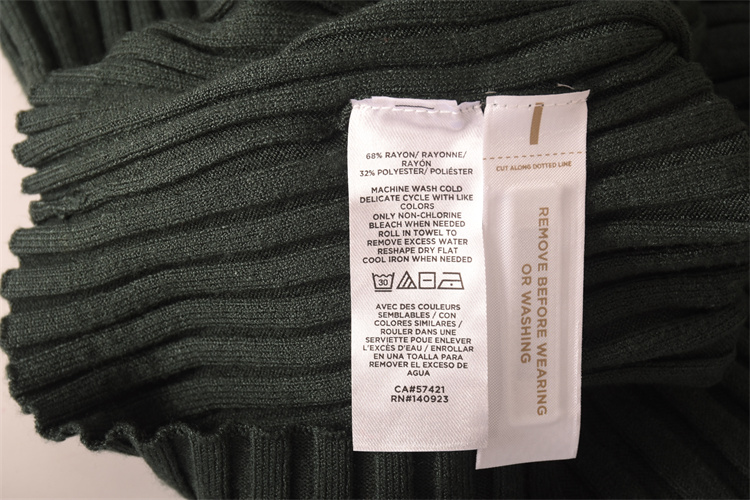 68% RAYON/ RAYONNE/
RAYÓN
32% POLYESTER/ POLIÉSTER
MACHINE WASH COLD
DELICATE CYCLE WITH LIKE
COLORS
ONLY NON-CHLORINE
BLEACH WHEN NEEDED
ROLL IN TOWEL TO
REMOVE EXCESS WATER
RESHAPE DRY FLAT
COOL IRON WHEN NEEDED
30
AVEC DES COULEURS
SEMBLABLES / CON
COLORES SIMILARES /
ROULER DANS UNE
SERVIETTE POUR ENLEVER
L'EXCÈS D'EAU / ENROLLAR
EN UNA TOALLA PARA
REMOVER EL EXCESO DE
AGUA
CA#57421
RN#140923
CUT ALONG DOTTED LINE
REMOVE BEFORE WEARING
OR WASHING